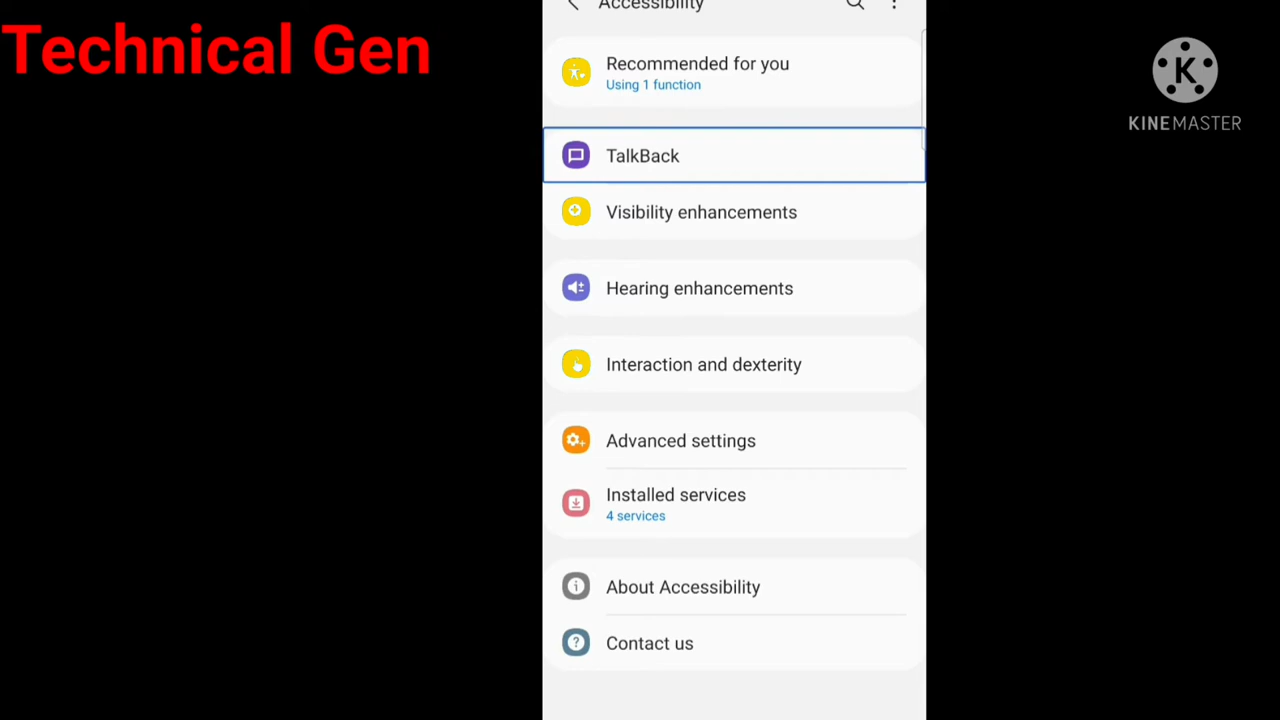 Technical Gen
Accessibility
KINEMASTER
Recommended for you
Using 1 function
TalkBack
Visibility enhancements
Hearing enhancements
Interaction and dexterity
Advanced settings
Installed services
4 services
About Accessibility
Contact us